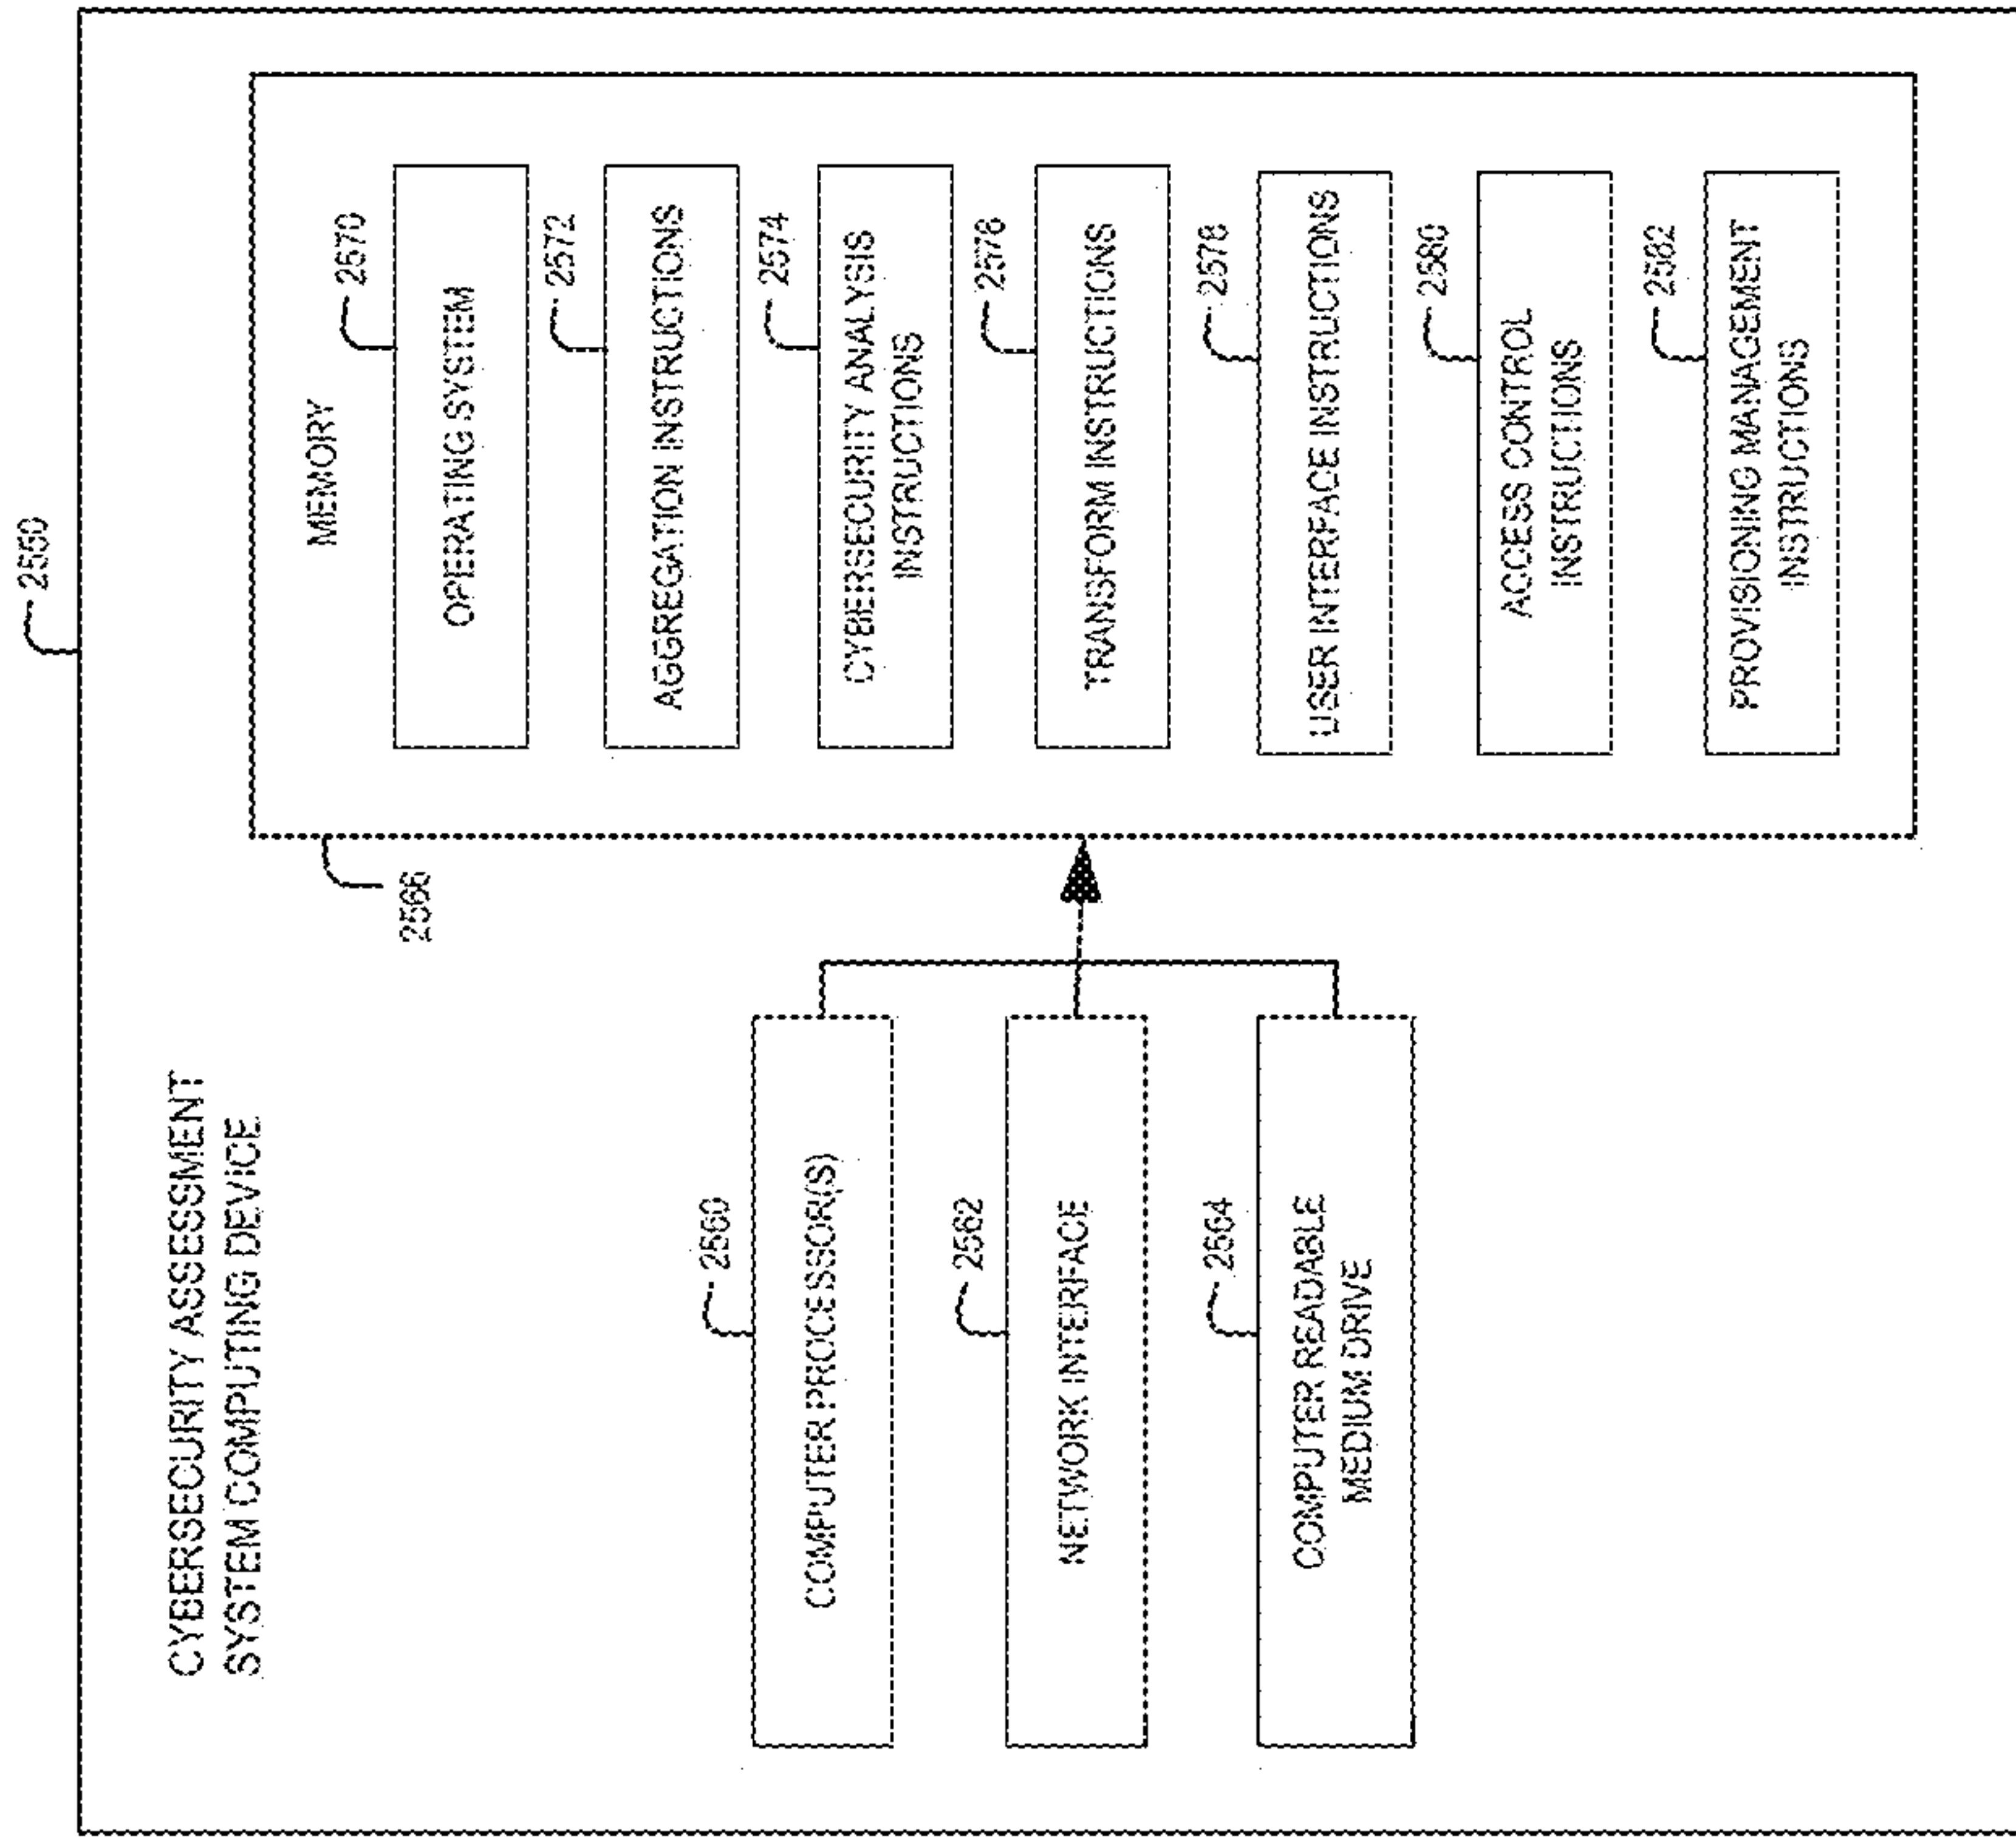 2550
CYBERSECURITY ASSESSMENT
SYSTEM COMPUTING DEVICE
2560
COMPUTER PROCESSOR(S)
2562
NETWORK INTERFACE
2564
COMPUTER READABLE
MEDIUM DRIVE
2566
MEMORY
2570
OPERATING SYSTEM
2572
AGGREGATION INSTRUCTIONS
2574
CYBERSECURITY ANALYSIS
INSTRUCTIONS
2576
TRANSFORM INSTRUCTIONS
2578
USER INTERFACE INSTRUCTIONS
2580
ACCESS CONTROL
INSTRUCTIONS
2582
PROVISIONING MANAGEMENT
INSTRUCTIONS